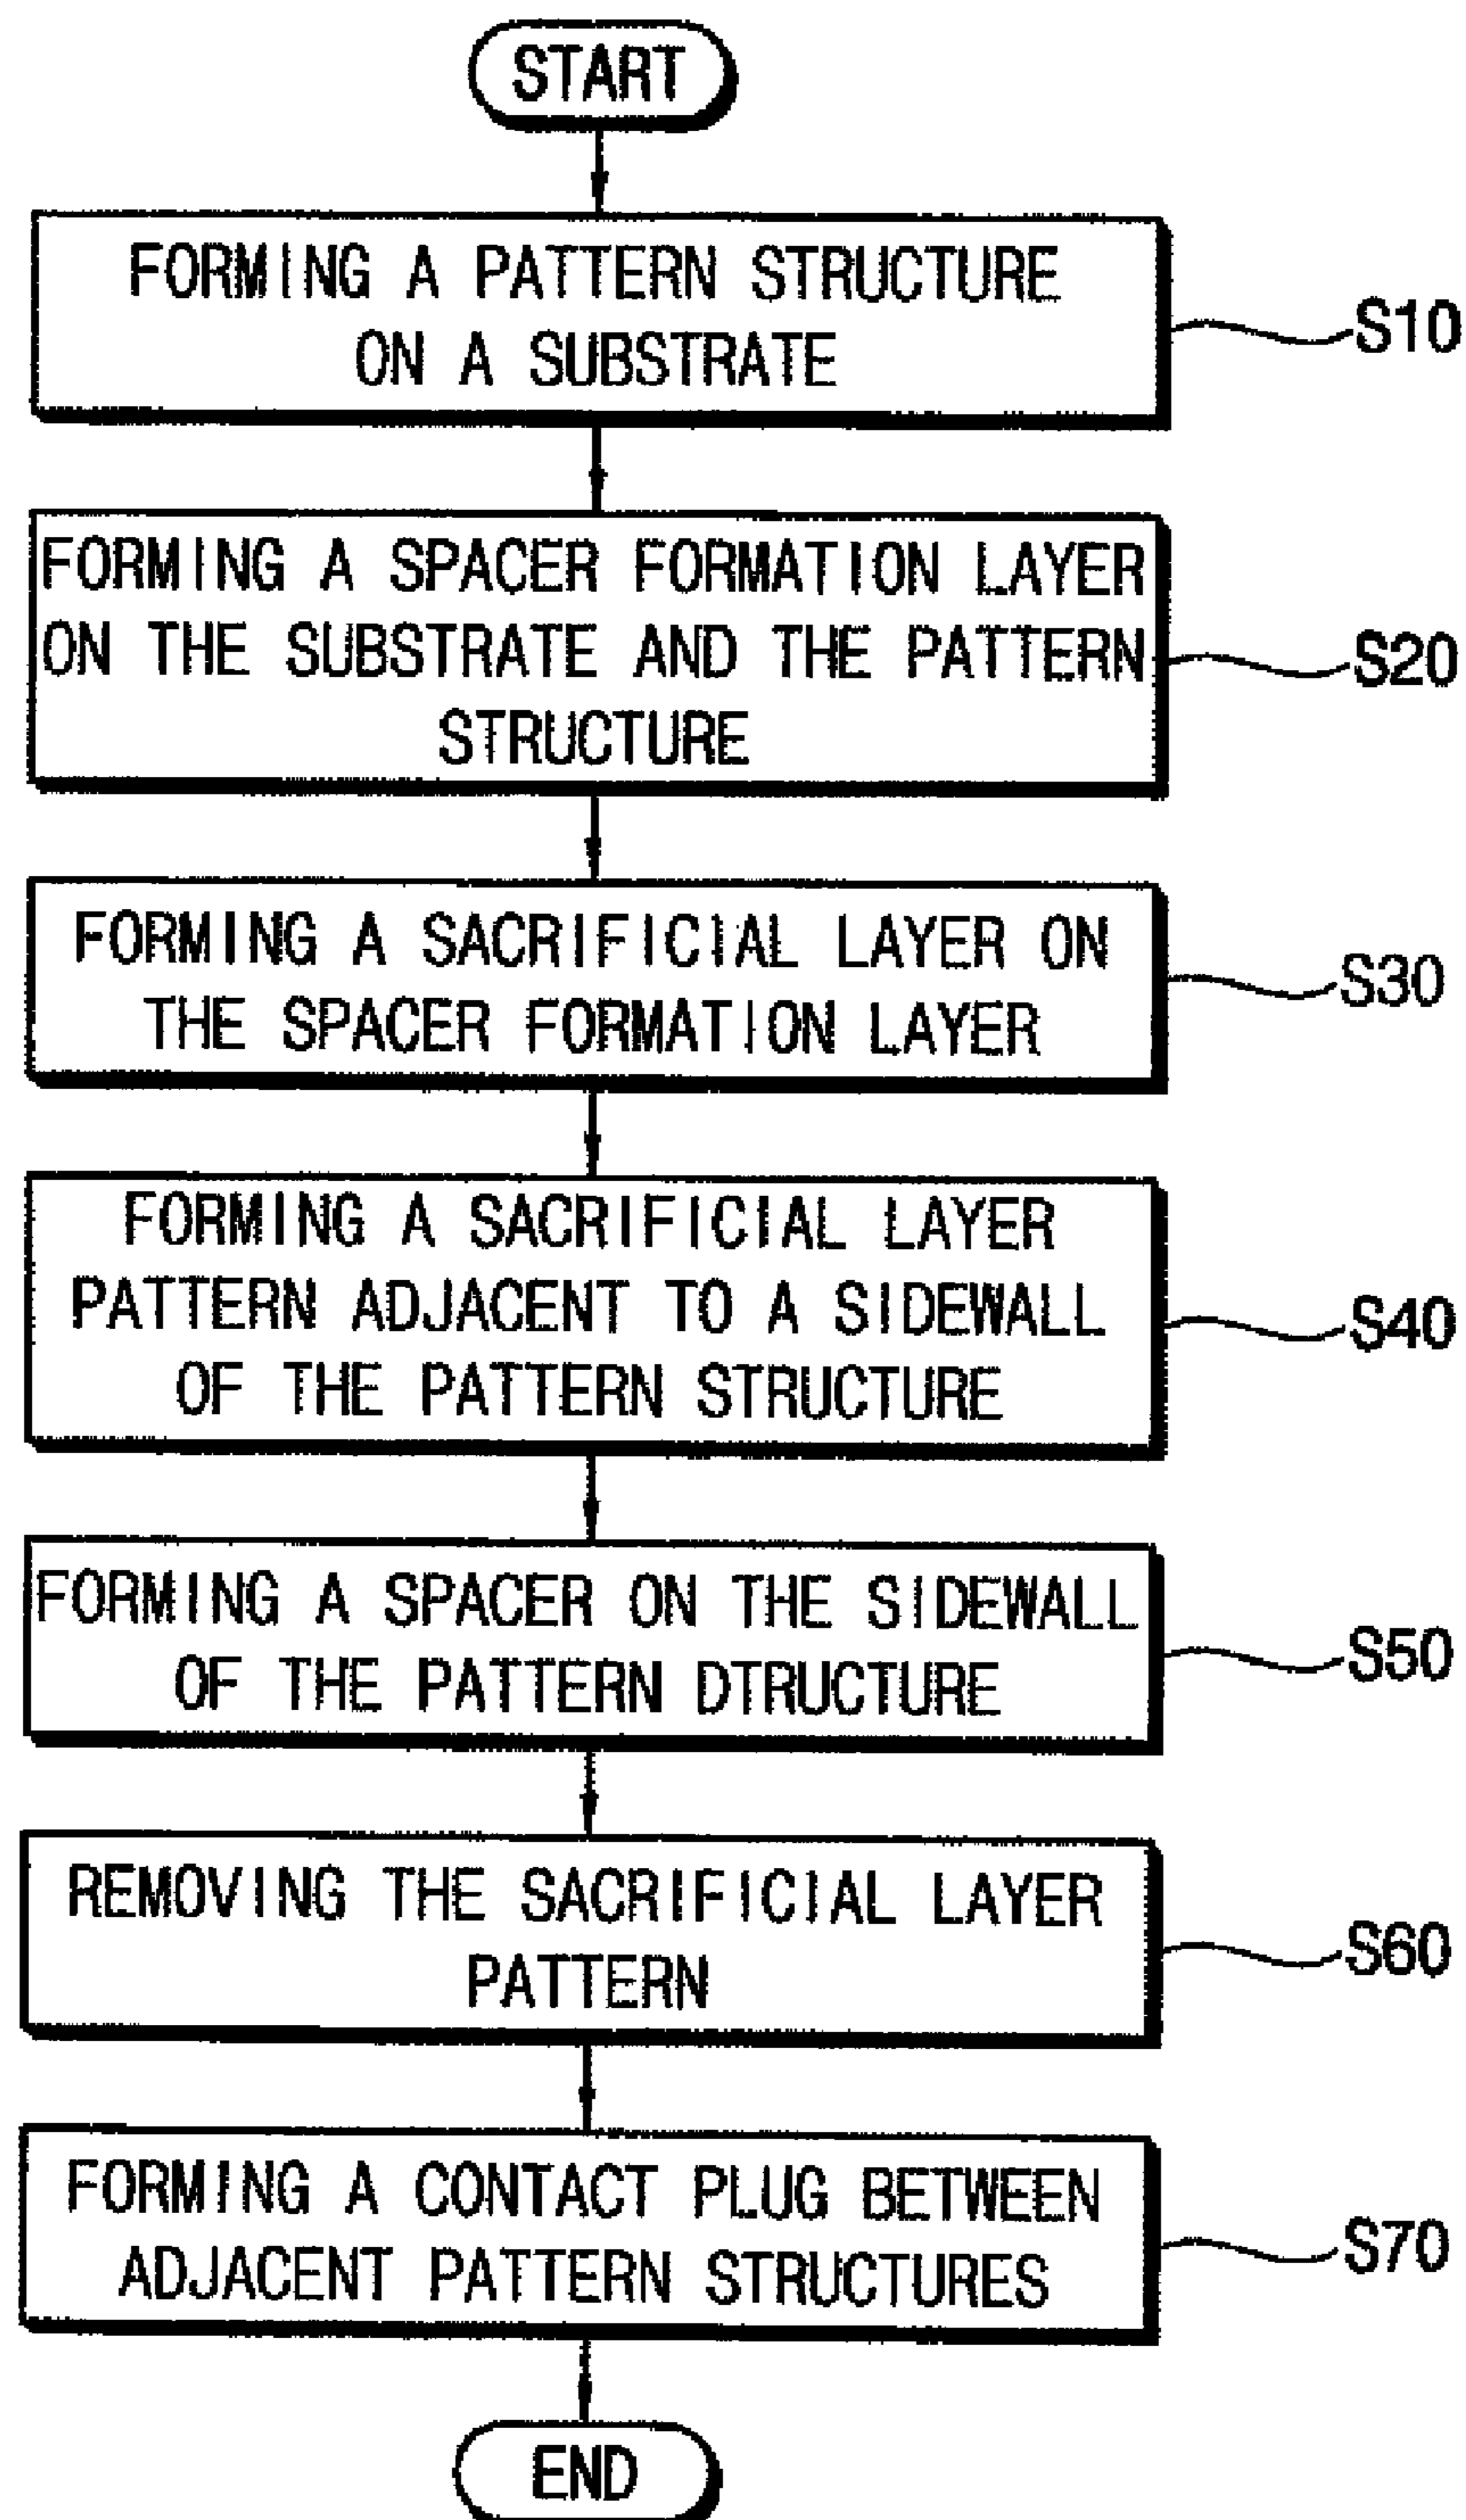 START
FORMING A PATTERN STRUCTURE
ON A SUBSTRATE
S10
FORMING A SPACER FORMATION LAYER
ON THE SUBSTRATE AND THE PATTERN
STRUCTURE
S20
FORMING A SACRIFICIAL LAYER ON
THE SPACER FORMATION LAYER
S30
FORMING A SACRIFICIAL LAYER
PATTERN ADJACENT TO A SIDEWALL
OF THE PATTERN STRUCTURE
S40
FORMING A SPACER ON THE SIDEWALL
OF THE PATTERN DTRUCTURE
S50
REMOVING THE SACRIFICIAL LAYER
PATTERN
S60
FORMING A CONTACT PLUG BETWEEN
ADJACENT PATTERN STRUCTURES
S70
END